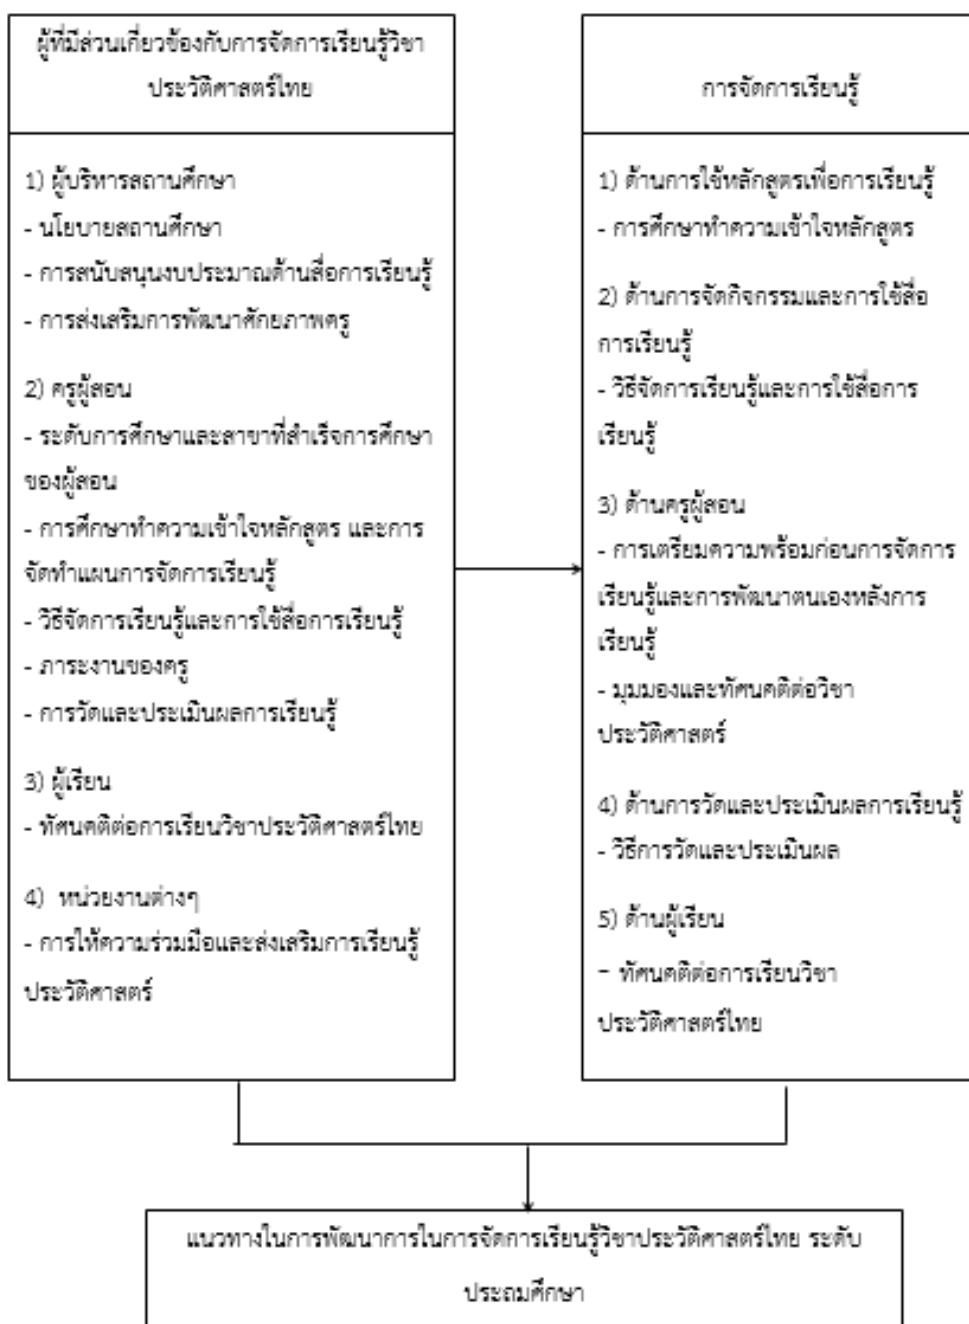 ผู้ที่มีส่วนเกี่ยวข้องกับการจัดการเรียนรู้วิชา
ประวัติศาสตร์ไทย
1) ผู้บริหารสถานศึกษา
- นโยบายสถานศึกษา
- การสนับสนุนงบประมาณด้านสื่อการเรียนรู้
- การส่งเสริมการพัฒนาศักยภาพครู
2) ครูผู้สอน
- ระดับการศึกษาและสาขาที่สำเร็จการศึกษา
ของผู้สอน
- การศึกษาทำความเข้าใจหลักสูตร และการ
จัดทำแผนการจัดการเรียนรู้
- วิธีจัดการเรียนรู้และการใช้สื่อการเรียนรู้
- ภาระงานของครู
- การวัดและประเมินผลการเรียนรู้
3) ผู้เรียน
- ทัศนคติต่อการเรียนวิชาประวัติศาสตร์ไทย
4) หน่วยงานต่างๆ
- การให้ความร่วมมือและส่งเสริมการเรียนรู้
ประวัติศาสตร์
การจัดการเรียนรู้
1) ด้านการใช้หลักสูตรเพื่อการเรียนรู้
- การศึกษาทำความเข้าใจหลักสูตร
2) ด้านการจัดกิจกรรมและการใช้สื่อ
การเรียนรู้
- วิธีจัดการเรียนรู้และการใช้สื่อการ
เรียนรู้
3) ด้านครูผู้สอน
- การเตรียมความพร้อมก่อนการจัดการ
เรียนรู้และการพัฒนาตนเองหลังการ
เรียนรู้
- มุมมองและทัศนคติต่อวิชา
ประวัติศาสตร์
4) ด้านการวัดและประเมินผลการเรียนรู้
- วิธีการวัดและประเมินผล
5) ด้านผู้เรียน
- ทัศนคติต่อการเรียนวิชา
ประวัติศาสตร์ไทย
แนวทางในการพัฒนาการในการจัดการเรียนรู้วิชาประวัติศาสตร์ไทย ระดับ
ประถมศึกษา